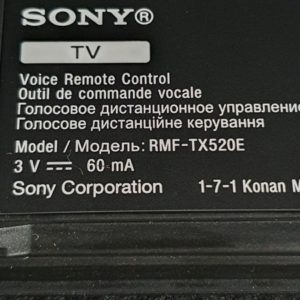 SONY®
TV
Voice Remote Control
Outil de commande vocale
Голосовое дистанционное управление
Голосове дистанційне керування
Model / Модель: RMF-TX520E
3 V ⎓ 60 mA
Sony Corporation 1-7-1 Konan